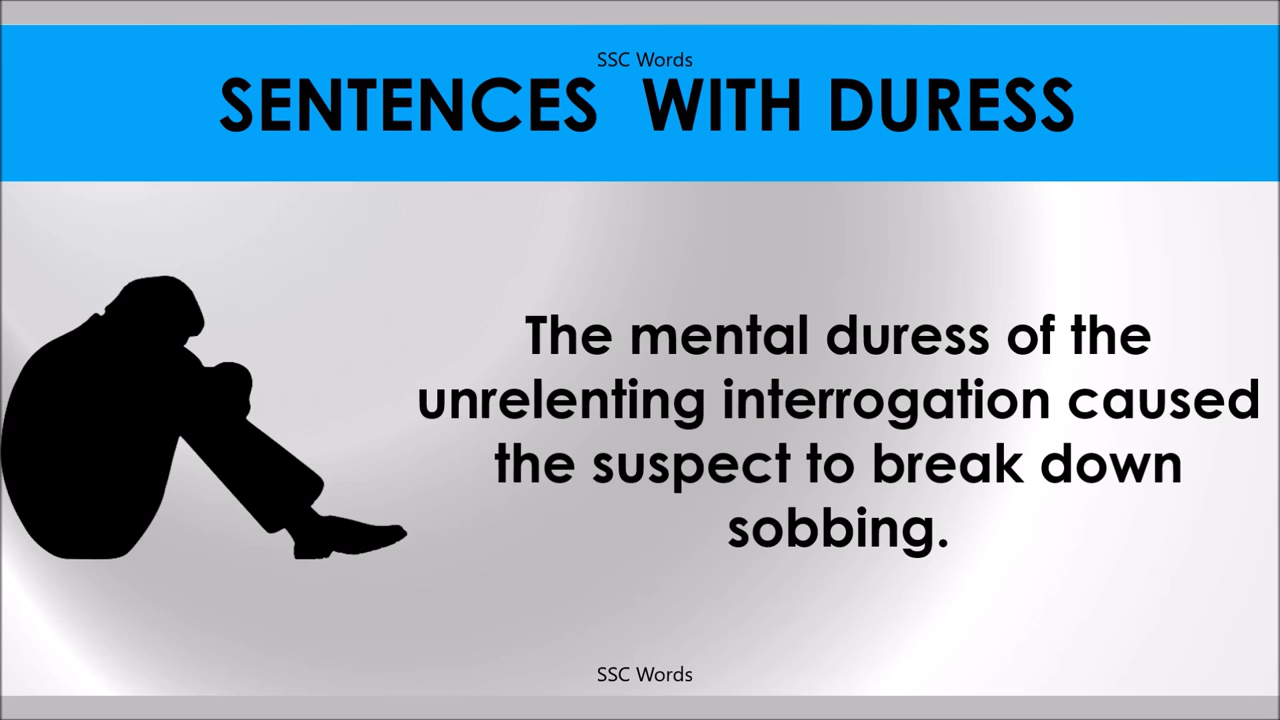 SSC Words
SENTENCES WITH DURESS
The mental duress of the
unrelenting interrogation caused
the suspect to break down
sobbing.
SSC Words